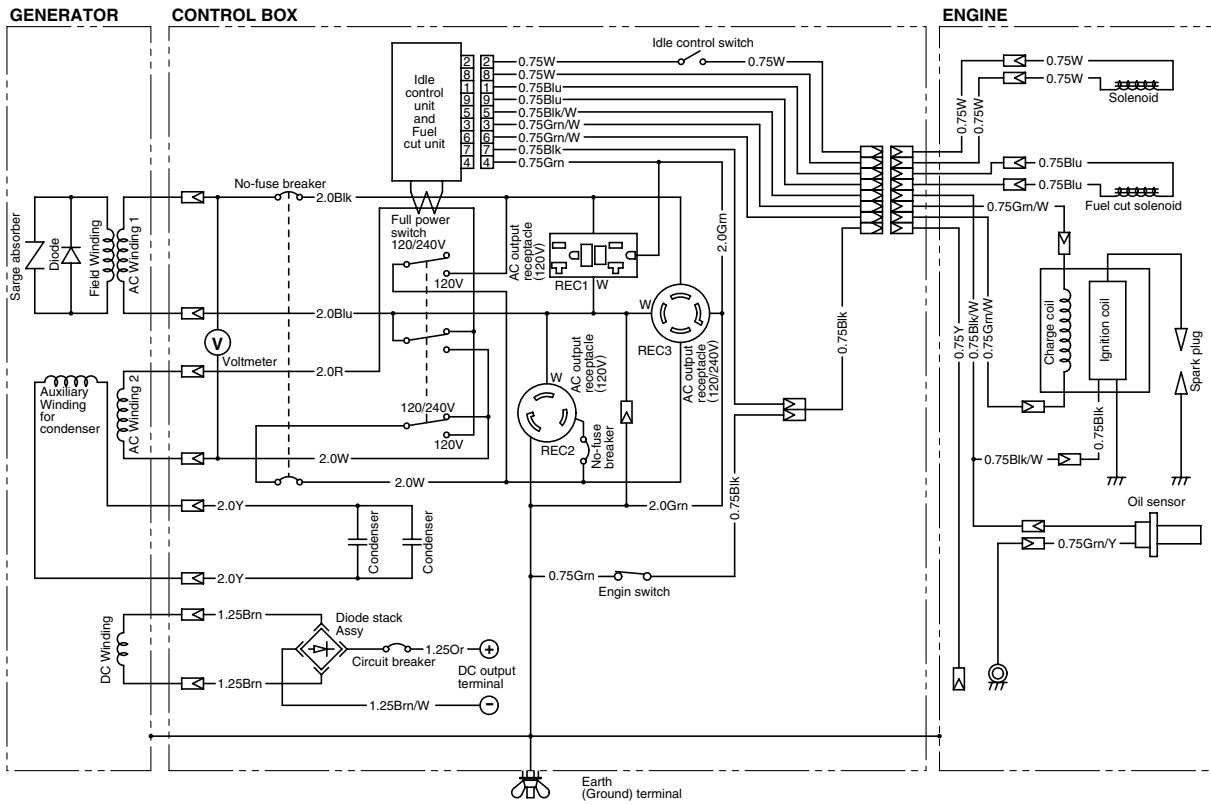 GENERATOR
CONTROL BOX
ENGINE
Idle
control
unit
and
Fuel
cut unit
2 2 0.75W
Idle control switch
0.75W
8 8 0.75W
1 1 0.75Blu
9 9 0.75Blu
5 5 0.75Blk/W
3 3 0.75Grn/W
6 6 0.75Grn/W
7 7 0.75Blk
4 4 0.75Grn
0.75W
0.75W
0.75W
0.75W
Solenoid
0.75Blu
0.75Blu
Fuel cut solenoid
0.75Grn/W
Sarge absorber
Diode
Field Winding
AC Winding 1
No-fuse breaker
2.0Blk
Full power
switch
120/240V
120V
AC output
receptacle
(120V)
REC1
W
2.0Grn
2.0Blu
W
REC3
AC output
receptacle
(120/240V)
V
Voltmeter
2.0R
Auxiliary
Winding
for
condenser
AC Winding 2
120/240V
120V
W
AC output
receptacle
(120V)
REC2
No-fuse
breaker
2.0W
2.0W
0.75Blk
0.75Blk
0.75Y
0.75Blk/W
0.75Grn/W
Charge coil
Ignition coil
Spark plug
0.75Blk
0.75Blk/W
2.0Y
Condenser
Condenser
2.0Grn
Oil sensor
0.75Grn/Y
2.0Y
0.75Grn
Engin switch
DC Winding
1.25Brn
Diode stack
Assy
Circuit breaker
1.25Or
+
DC output
terminal
1.25Brn
1.25Brn/W
−
Earth
(Ground) terminal